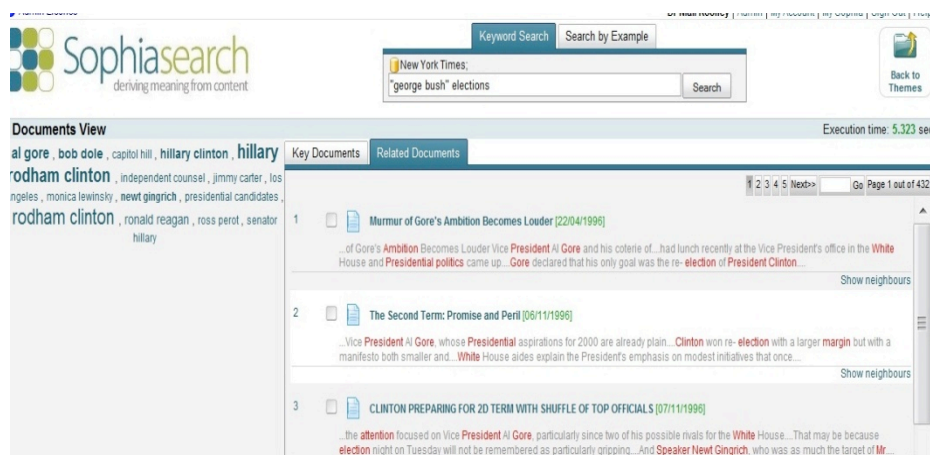 Dr Niall Rooney | Admin | My Account | My Sophia | Sign Out | Help
Sophiasearch
deriving meaning from content
Keyword Search
Search by Example
New York Times;
"george bush" elections
Search
Back to
Themes
Documents View
Execution time: 5.323 sec
al gore , bob dole , capitol hill , hillary clinton , hillary
rodham clinton , independent counsel , jimmy carter , los
ngeles , monica lewinsky , newt gingrich , presidential candidates ,
rodham clinton , ronald reagan , ross perot , senator
hillary
Key Documents
Related Documents
1 2 3 4 5 Next>> Go Page 1 out of 432
1 Murmur of Gore's Ambition Becomes Louder [22/04/1996]
...of Gore's Ambition Becomes Louder Vice President Al Gore and his coterie of....had lunch recently at the Vice President's office in the White
House and Presidential politics came up....Gore declared that his only goal was the re- election of President Clinton....
Show neighbours
2 The Second Term: Promise and Peril [06/11/1996]
...Vice President Al Gore, whose Presidential aspirations for 2000 are already plain....Clinton won re- election with a larger margin but with a
manifesto both smaller and....White House aides explain the President's emphasis on modest initiatives that once....
Show neighbours
3 CLINTON PREPARING FOR 2D TERM WITH SHUFFLE OF TOP OFFICIALS [07/11/1996]
...the attention focused on Vice President Al Gore, particularly since two of his possible rivals for the White House....That may be because
election night on Tuesday will not be remembered as particularly gripping....And Speaker Newt Gingrich, who was as much the target of Mr....